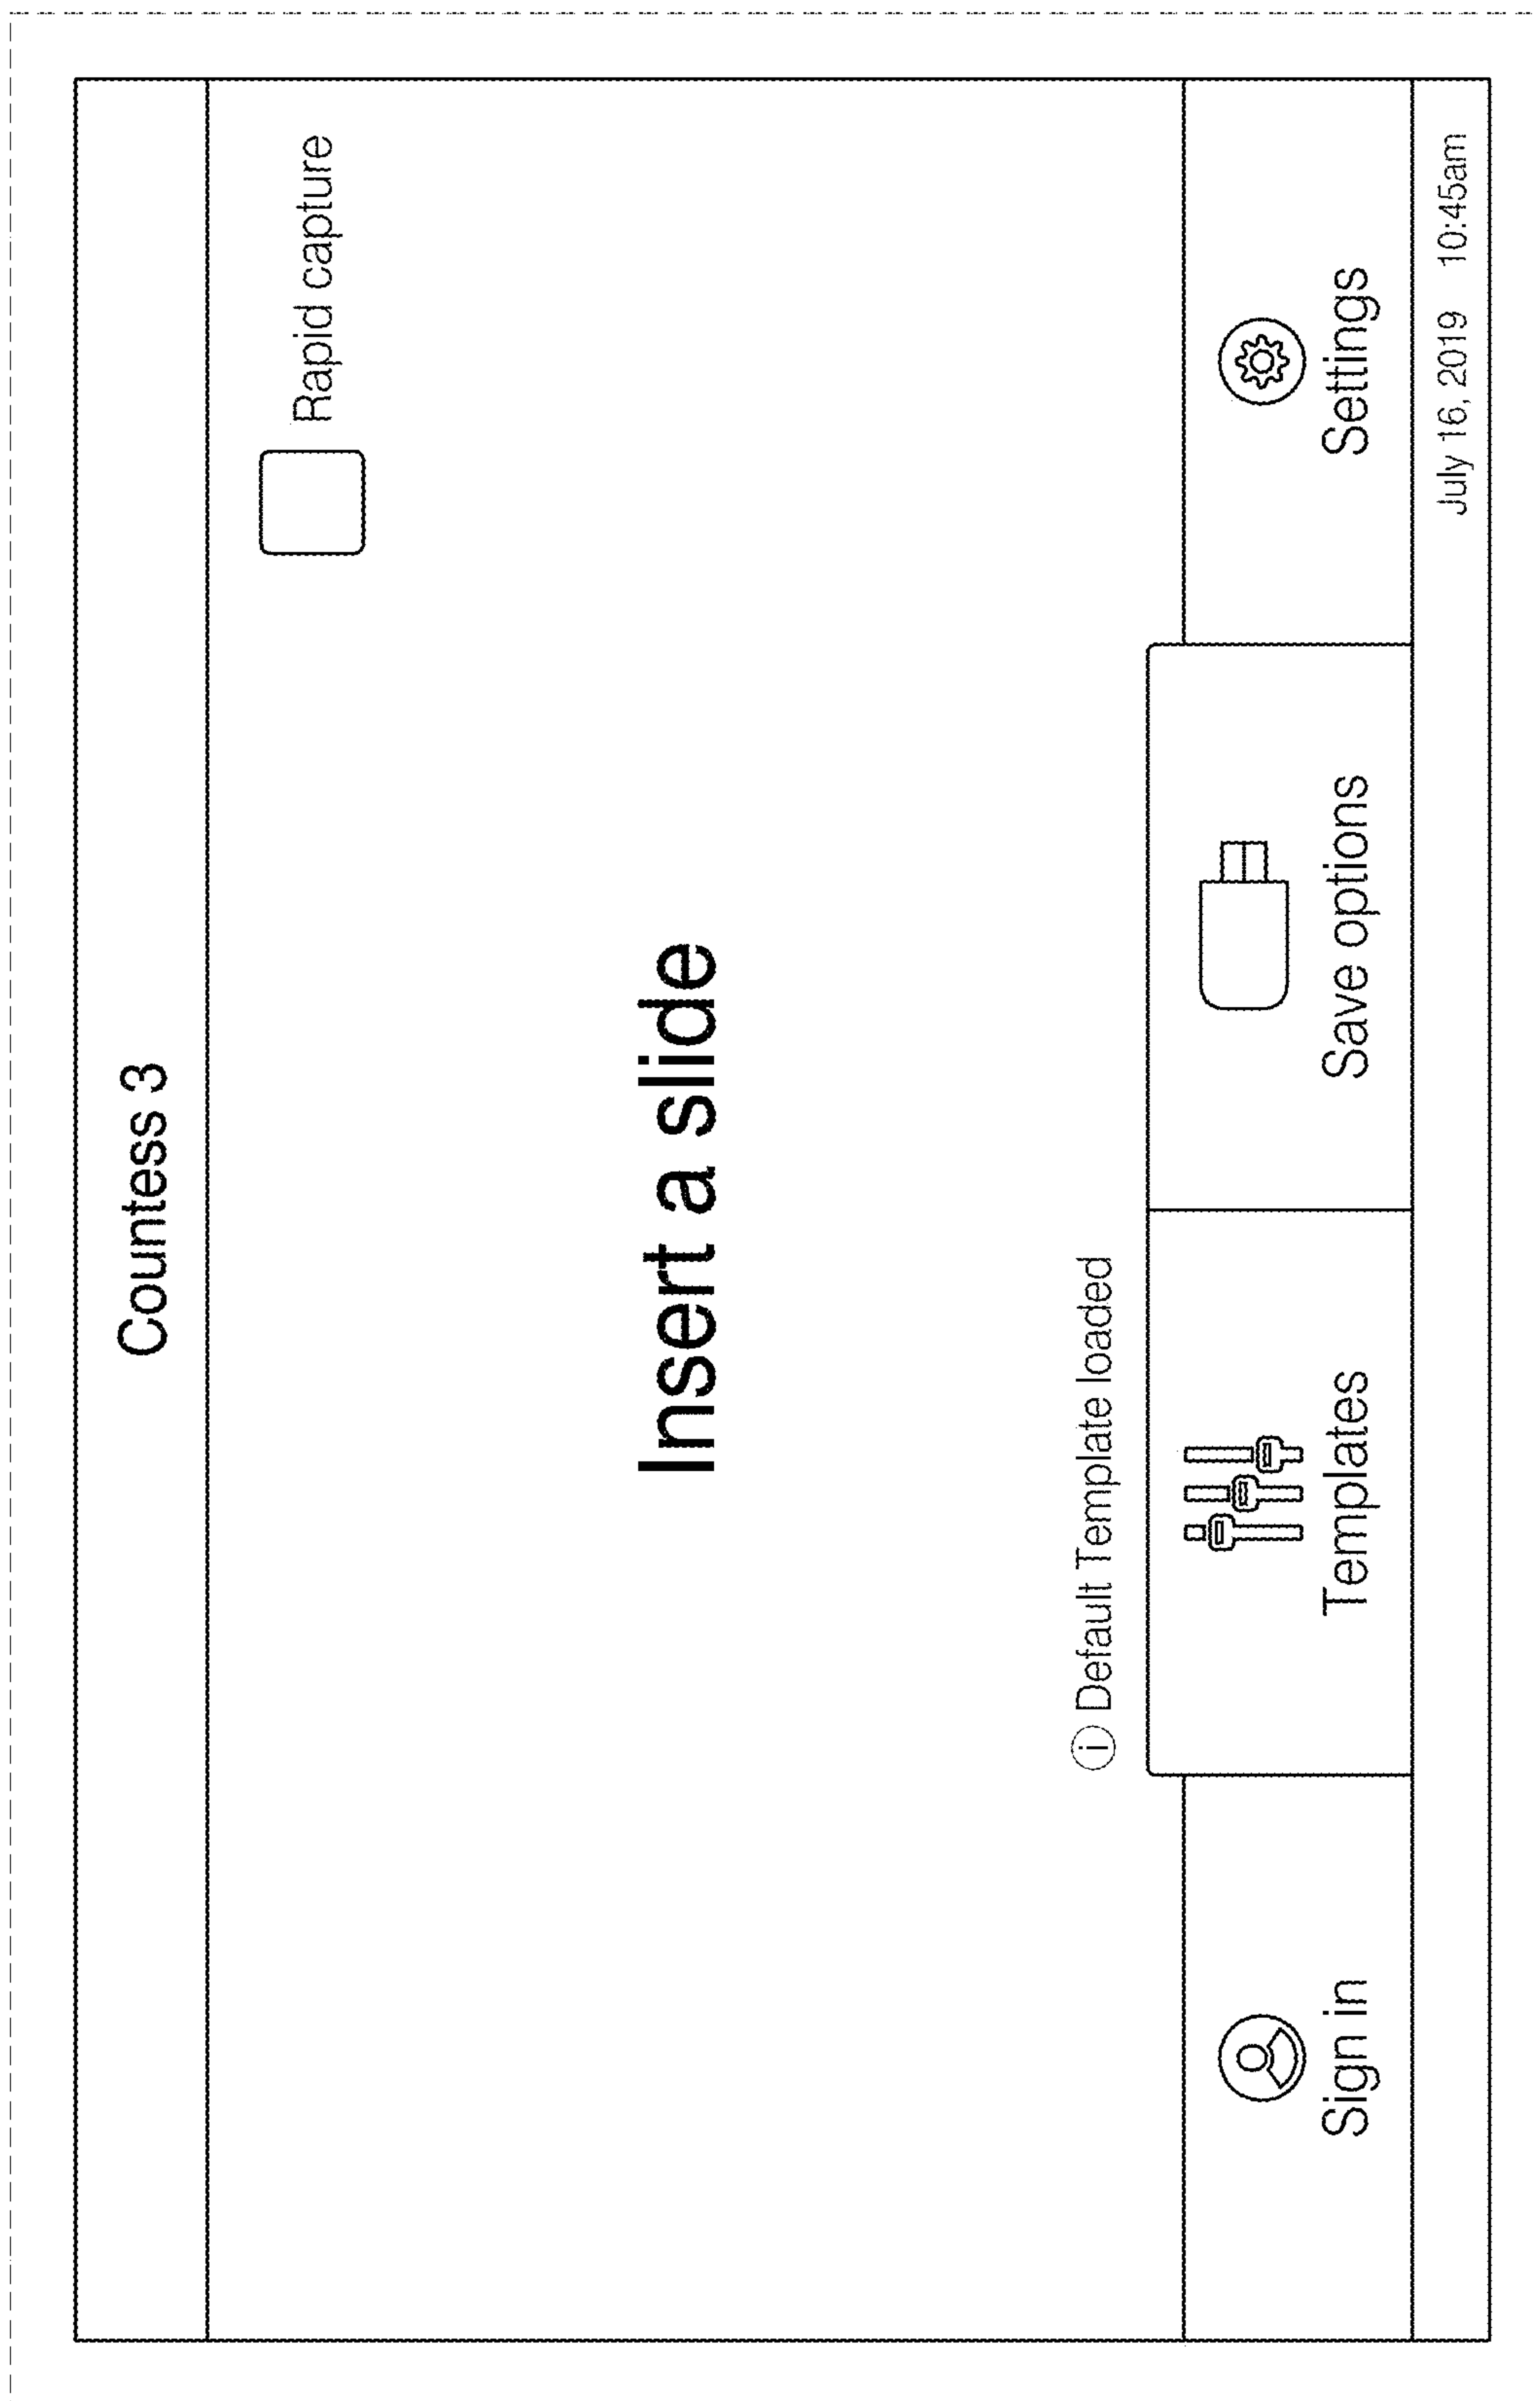 Countess 3
Rapid capture
Insert a slide
i Default Template loaded
Sign in
Templates
Save options
Settings
July 16, 2019 10:45am